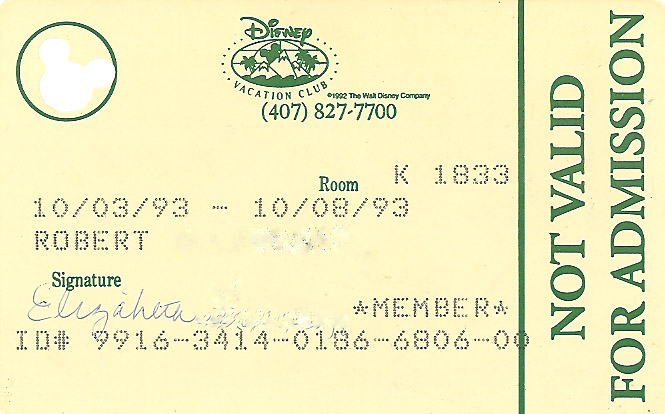 Disney
VACATION CLUB
©1992 The Walt Disney Company
(407) 827-7700
Room K 1833
10/03/93 - 10/08/93
ROBERT
Signature
Elizabeth
*MEMBER*
ID# 9916-3414-0186-6806-00
NOT VALID
FOR ADMISSION